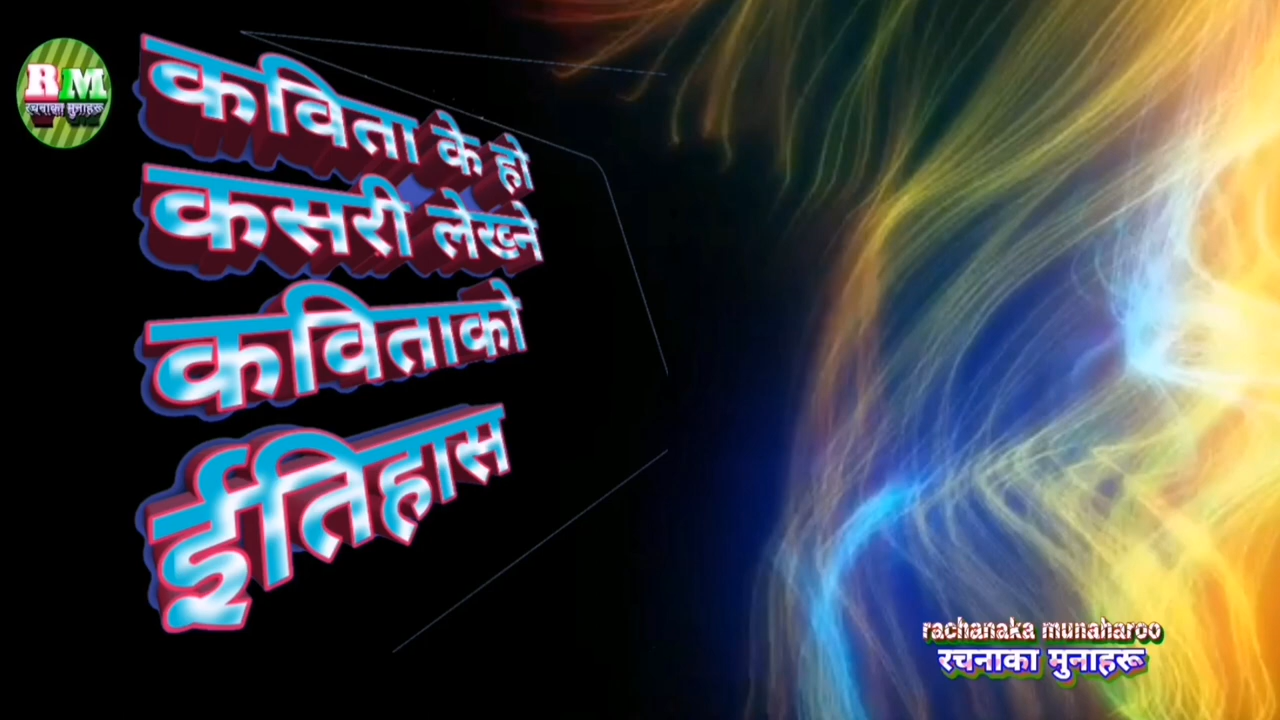 RM
रचनाका मुनाहरू
कविता के हो
कसरी लेख्ने
कविताको
ईतिहास
rachanaka munaharoo
रचनाका मुनाहरू